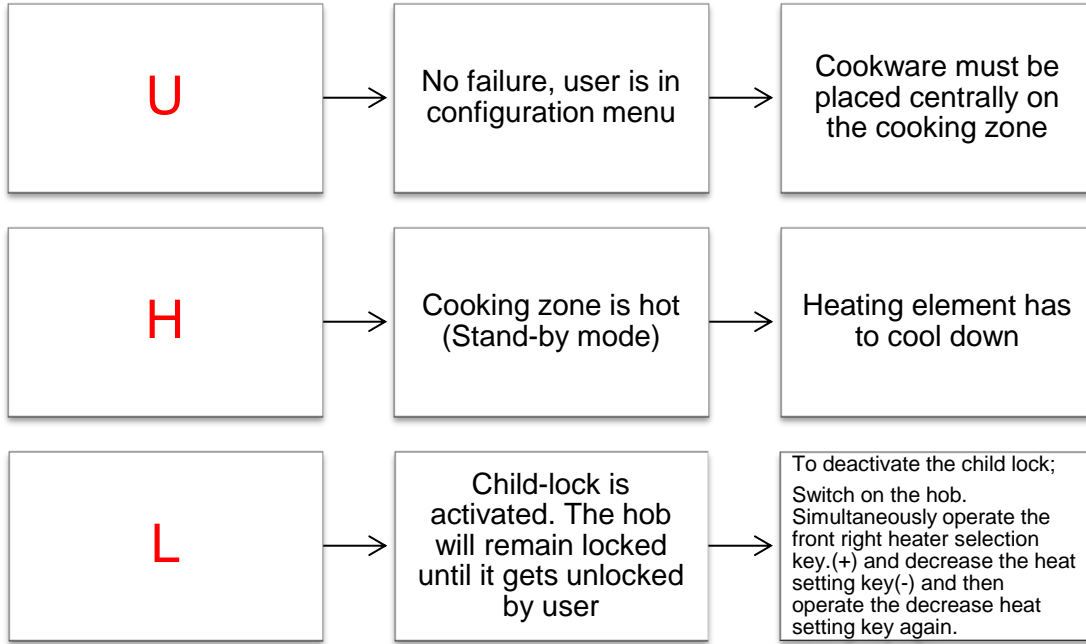 U
No failure, user is in
configuration menu
Cookware must be
placed centrally on
the cooking zone
H
Cooking zone is hot
(Stand-by mode)
Heating element has
to cool down
L
Child-lock is
activated. The hob
will remain locked
until it gets unlocked
by user
To deactivate the child lock;
Switch on the hob.
Simultaneously operate the
front right heater selection
key.(+) and decrease the heat
setting key(-) and then
operate the decrease heat
setting key again.